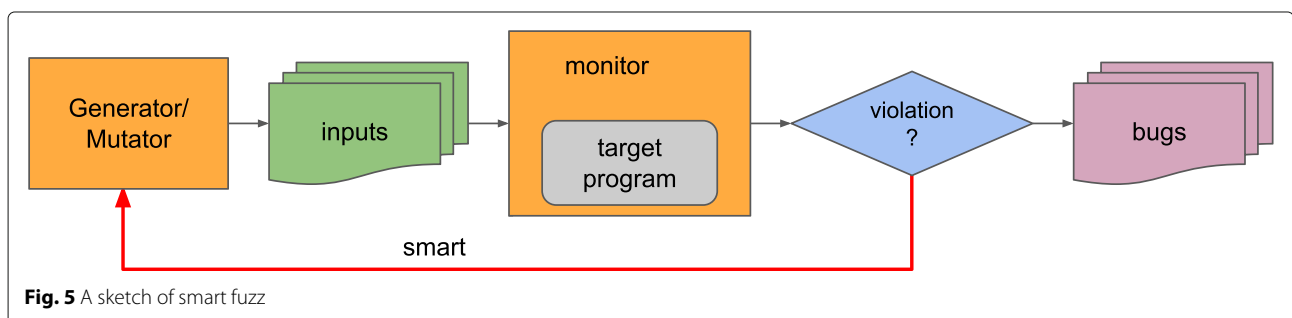 Generator/
Mutator
inputs
monitor
target
program
violation
?
bugs
smart
Fig. 5 A sketch of smart fuzz